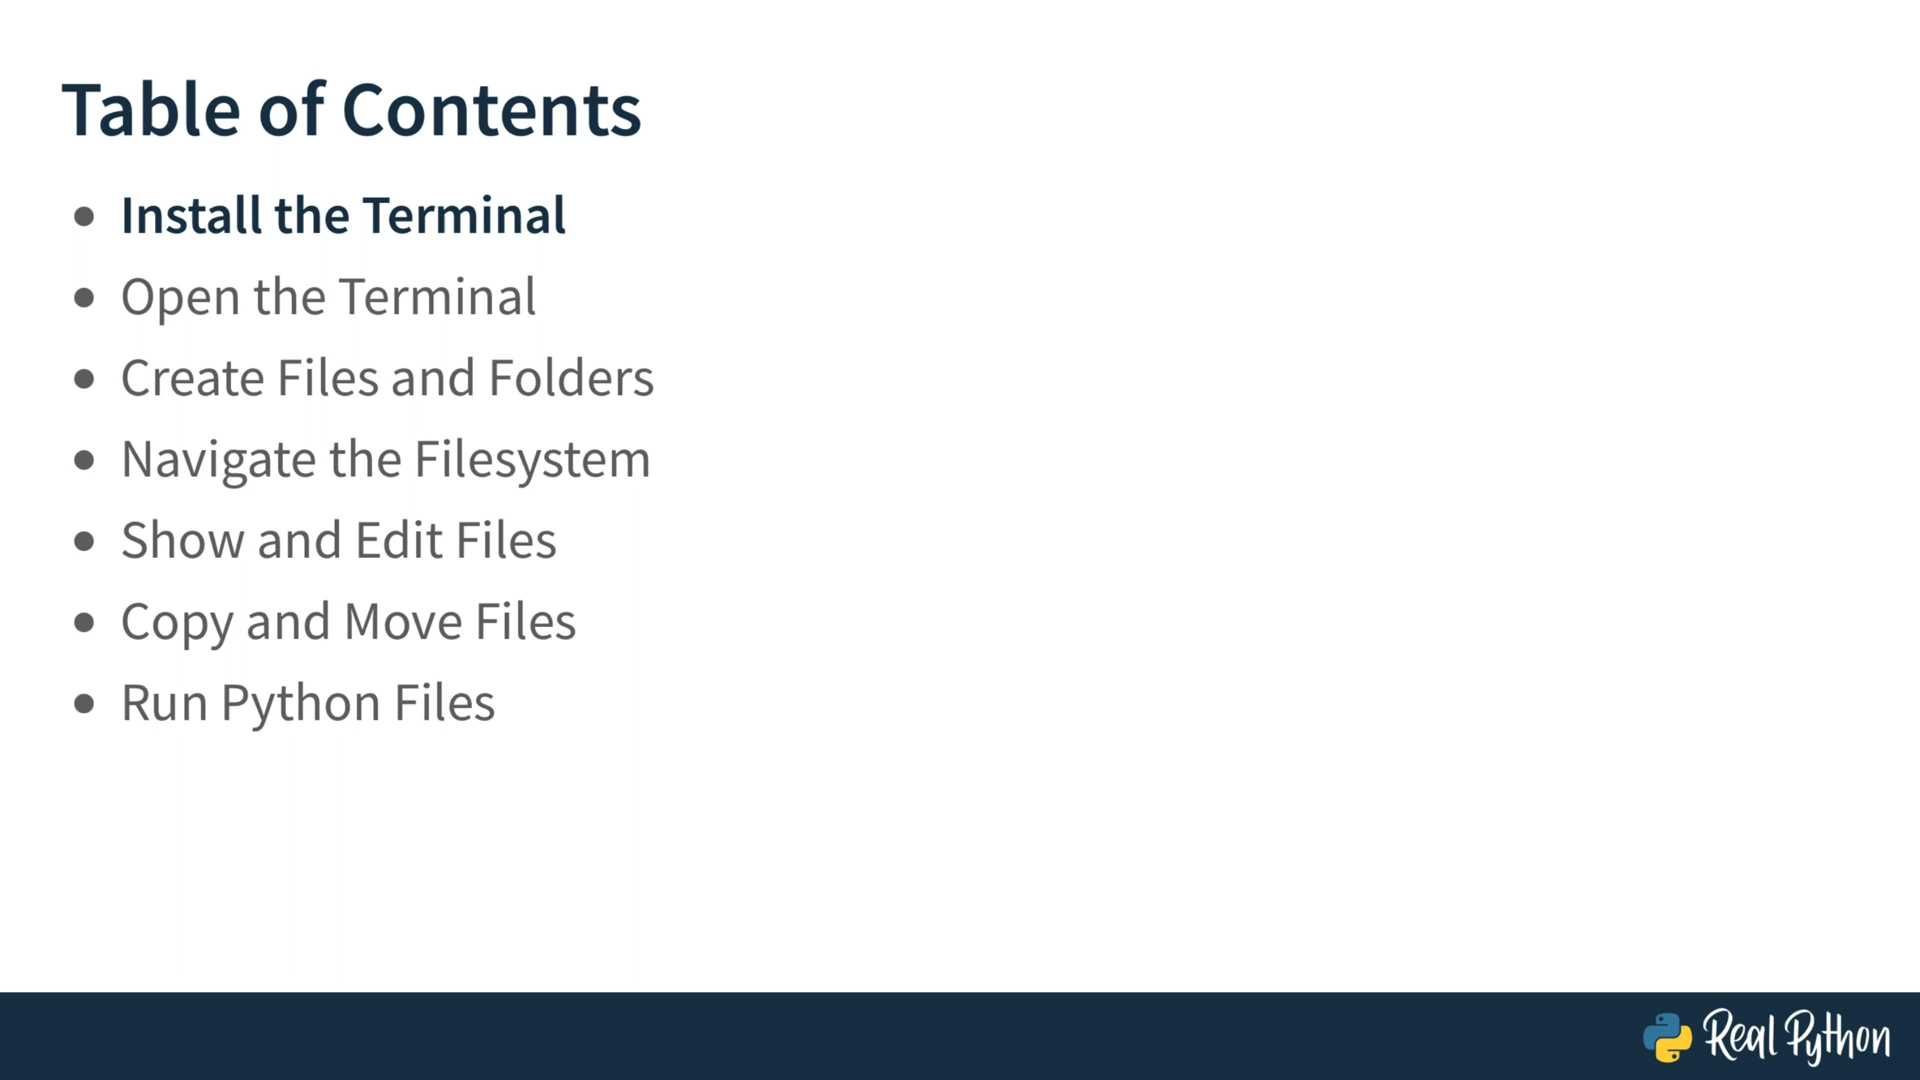 Table of Contents
Install the Terminal
Open the Terminal
Create Files and Folders
Navigate the Filesystem
Show and Edit Files
Copy and Move Files
Run Python Files
Real Python